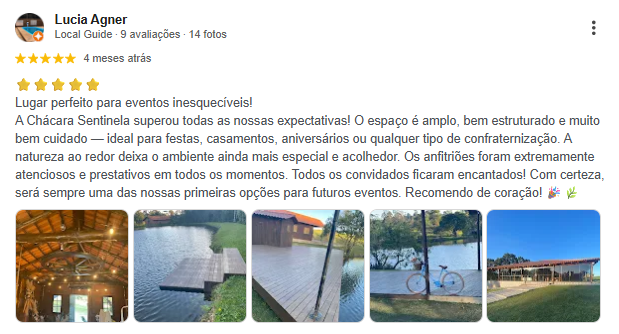 Lucia Agner
Local Guide · 9 avaliações · 14 fotos
4 meses atrás
Lugar perfeito para eventos inesquecíveis!
A Chácara Sentinela superou todas as nossas expectativas! O espaço é amplo, bem estruturado e muito
bem cuidado — ideal para festas, casamentos, aniversários ou qualquer tipo de confraternização. A
natureza ao redor deixa o ambiente ainda mais especial e acolhedor. Os anfitriões foram extremamente
atenciosos e prestativos em todos os momentos. Todos os convidados ficaram encantados! Com certeza,
será sempre uma das nossas primeiras opções para futuros eventos. Recomendo de coração! 🎉 🌿